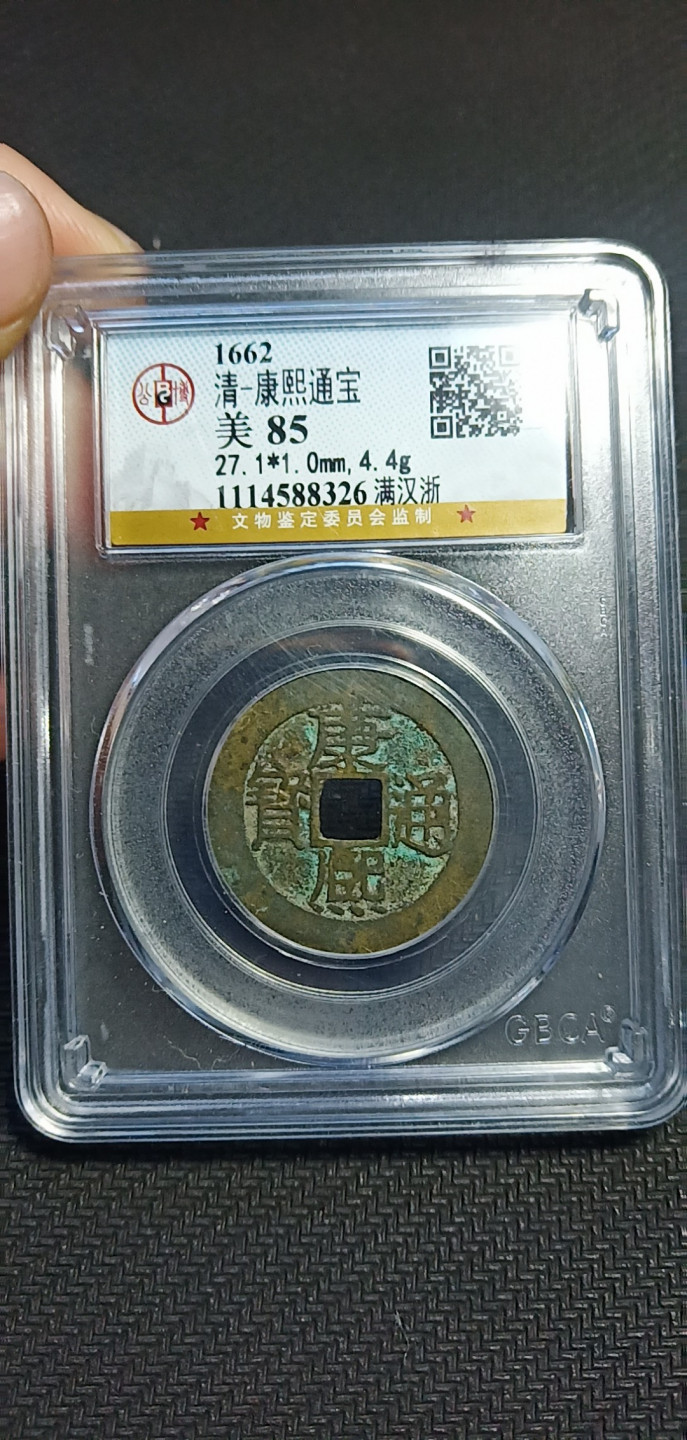 1662
清-康熙通宝
美 85
27.1*1.0mm,4.4g
1114588326 满汉浙
★ 文物鉴定委员会监制 ★
康熙通寳
GBCA®